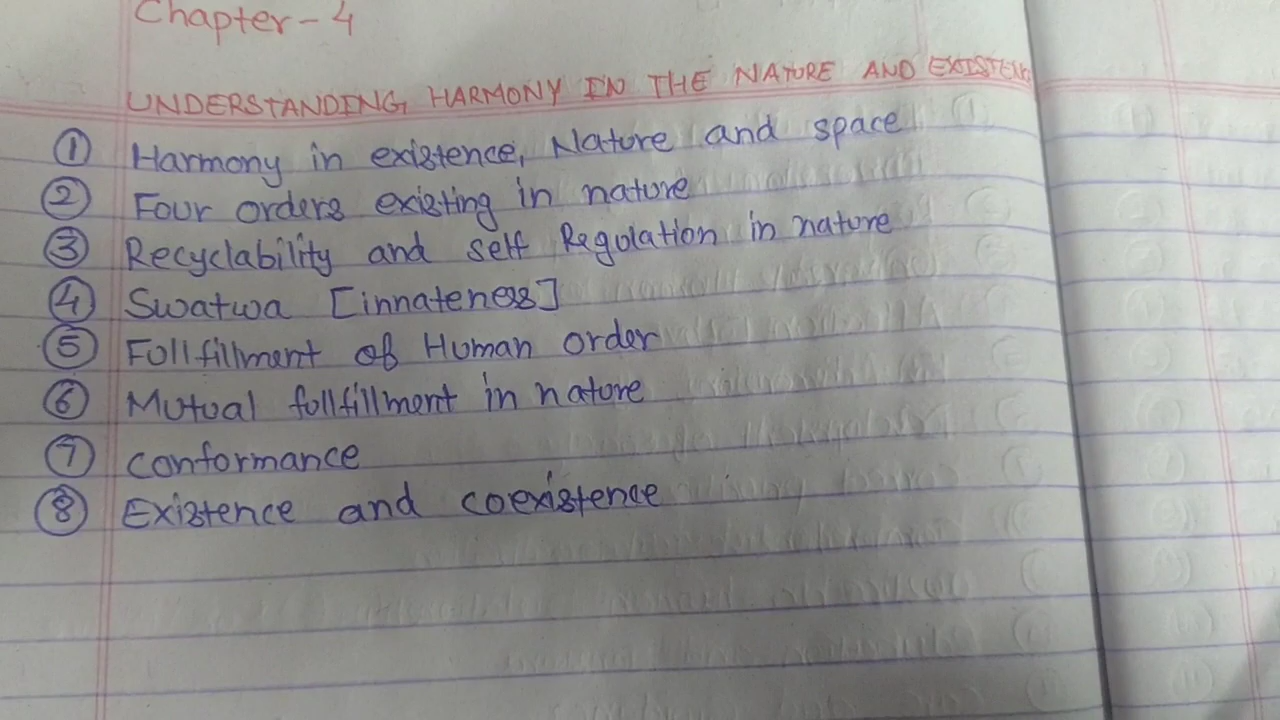 Chapter - 4
UNDERSTANDING HARMONY IN THE NATURE AND EXISTENC
① Harmony in existence, Nature and space
② Four orders existing in nature
③ Recyclability and self Regulation in nature
④ Swatwa [innateness]
⑤ Fullfillment of Human order
⑥ Mutual fullfillment in nature
⑦ conformance
⑧ Existence and coexistence